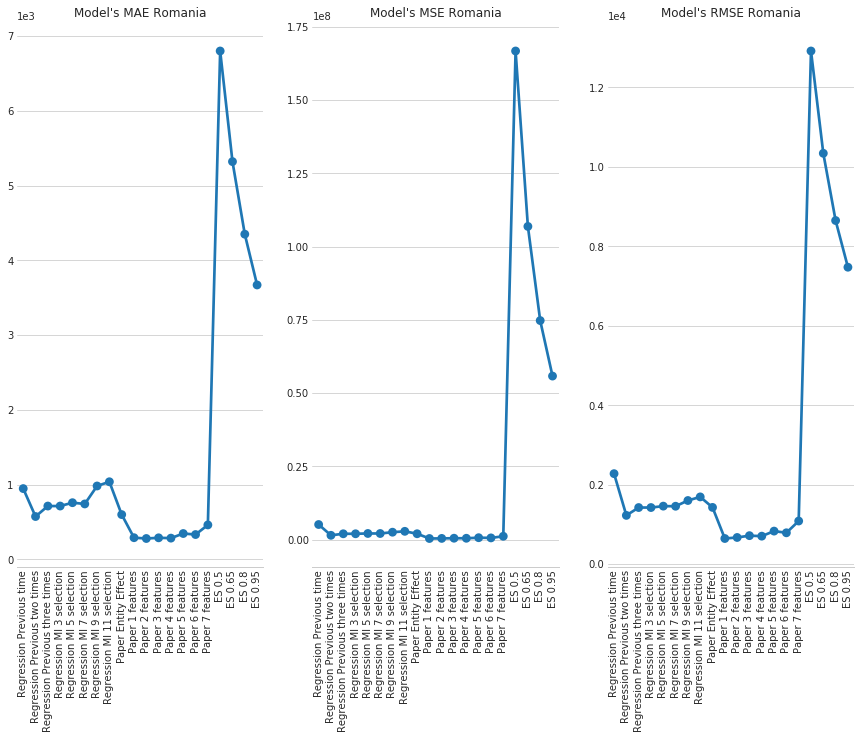 Model's MAE Romania
1e3
7
6
5
4
3
2
1
0
Regression Previous time
Regression Previous two times
Regression Previous three times
Regression MI 3 selection
Regression MI 5 selection
Regression MI 7 selection
Regression MI 9 selection
Regression MI 11 selection
Paper Entity Effect
Paper 1 features
Paper 2 features
Paper 3 features
Paper 4 features
Paper 5 features
Paper 6 features
Paper 7 features
ES 0.5
ES 0.65
ES 0.8
ES 0.95
Model's MSE Romania
1e8
1.75
1.50
1.25
1.00
0.75
0.50
0.25
0.00
Regression Previous time
Regression Previous two times
Regression Previous three times
Regression MI 3 selection
Regression MI 5 selection
Regression MI 7 selection
Regression MI 9 selection
Regression MI 11 selection
Paper Entity Effect
Paper 1 features
Paper 2 features
Paper 3 features
Paper 4 features
Paper 5 features
Paper 6 features
Paper 7 features
ES 0.5
ES 0.65
ES 0.8
ES 0.95
Model's RMSE Romania
1e4
1.2
1.0
0.8
0.6
0.4
0.2
0.0
Regression Previous time
Regression Previous two times
Regression Previous three times
Regression MI 3 selection
Regression MI 5 selection
Regression MI 7 selection
Regression MI 9 selection
Regression MI 11 selection
Paper Entity Effect
Paper 1 features
Paper 2 features
Paper 3 features
Paper 4 features
Paper 5 features
Paper 6 features
Paper 7 features
ES 0.5
ES 0.65
ES 0.8
ES 0.95